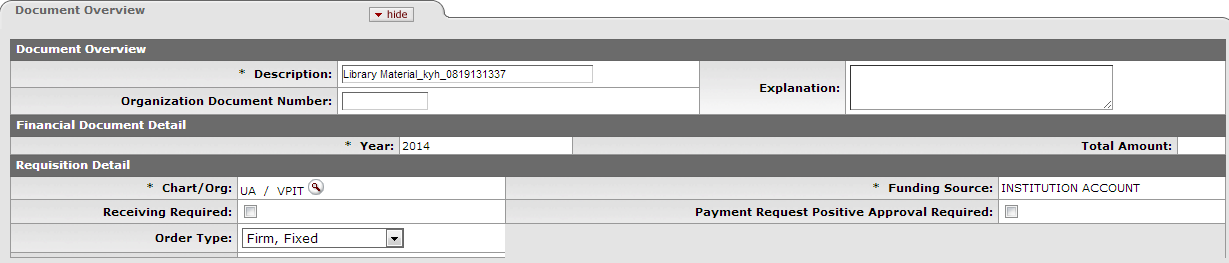 Document Overview
hide
Document Overview
* Description: Library Material_kyh_0819131337
Explanation:
Organization Document Number:
Financial Document Detail
* Year: 2014
Total Amount:
Requisition Detail
* Chart/Org: UA / VPIT
* Funding Source: INSTITUTION ACCOUNT
Receiving Required:
Payment Request Positive Approval Required:
Order Type: Firm, Fixed